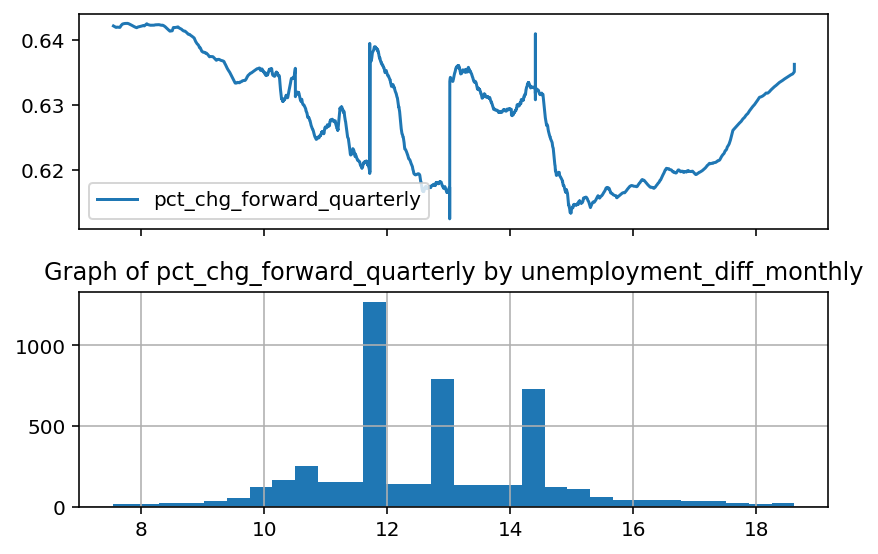 0.64
0.63
0.62
pct_chg_forward_quarterly
Graph of pct_chg_forward_quarterly by unemployment_diff_monthly
1000
500
0
8 10 12 14 16 18